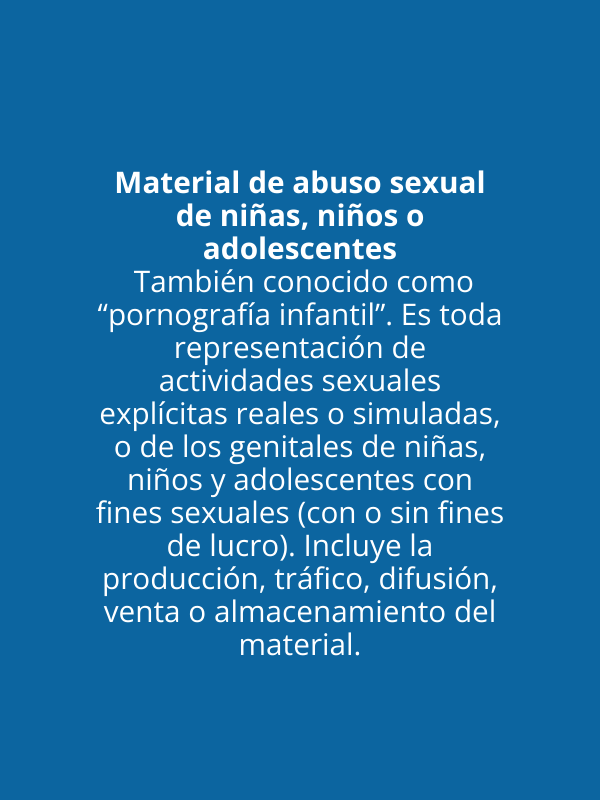 Material de abuso sexual
de niñas, niños o
adolescentes
También conocido como
“pornografía infantil”. Es toda
representación de
actividades sexuales
explícitas reales o simuladas,
o de los genitales de niñas,
niños y adolescentes con
fines sexuales (con o sin fines
de lucro). Incluye la
producción, tráfico, difusión,
venta o almacenamiento del
material.